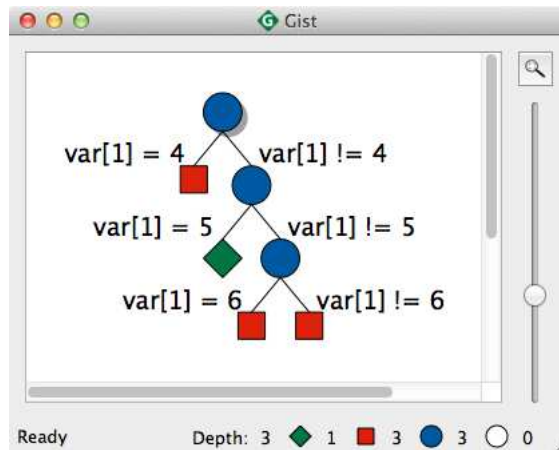 Gist
var[1] = 4 var[1] != 4
var[1] = 5 var[1] != 5
var[1] = 6 var[1] != 6
Ready Depth: 3 1 3 3 0